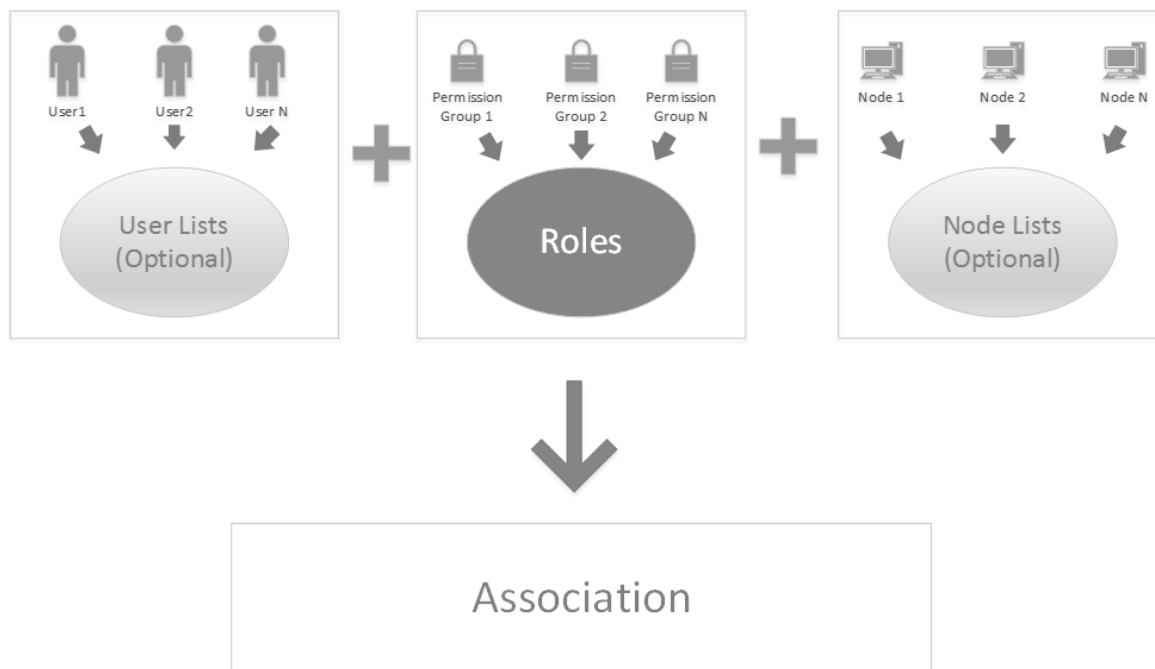 User1
User2
User N
User Lists
(Optional)
Permission
Group 1
Permission
Group 2
Permission
Group N
Roles
Node 1
Node 2
Node N
Node Lists
(Optional)
Association